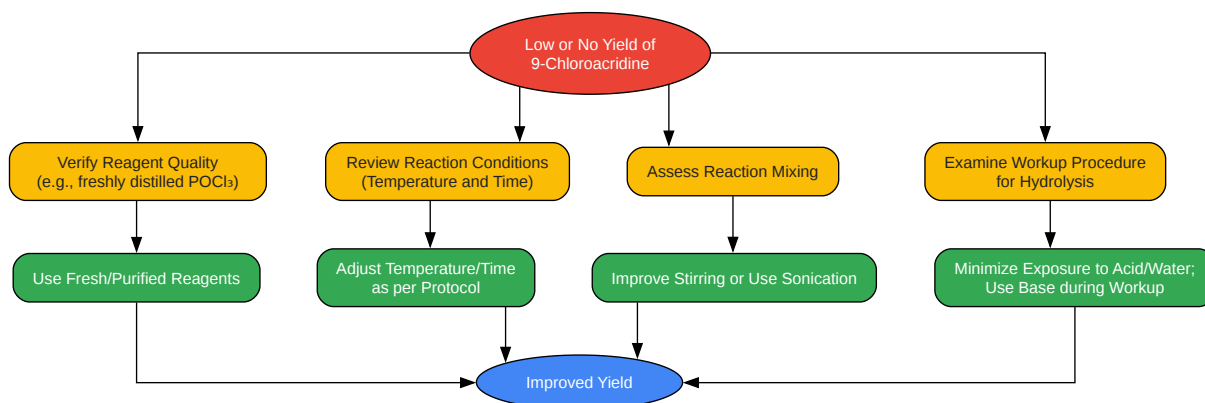 Low or No Yield of
9-Chloroacridine
Verify Reagent Quality
(e.g., freshly distilled POCl₃)
Review Reaction Conditions
(Temperature and Time)
Assess Reaction Mixing
Examine Workup Procedure
for Hydrolysis
Use Fresh/Purified Reagents
Adjust Temperature/Time
as per Protocol
Improve Stirring or Use Sonication
Minimize Exposure to Acid/Water;
Use Base during Workup
Improved Yield